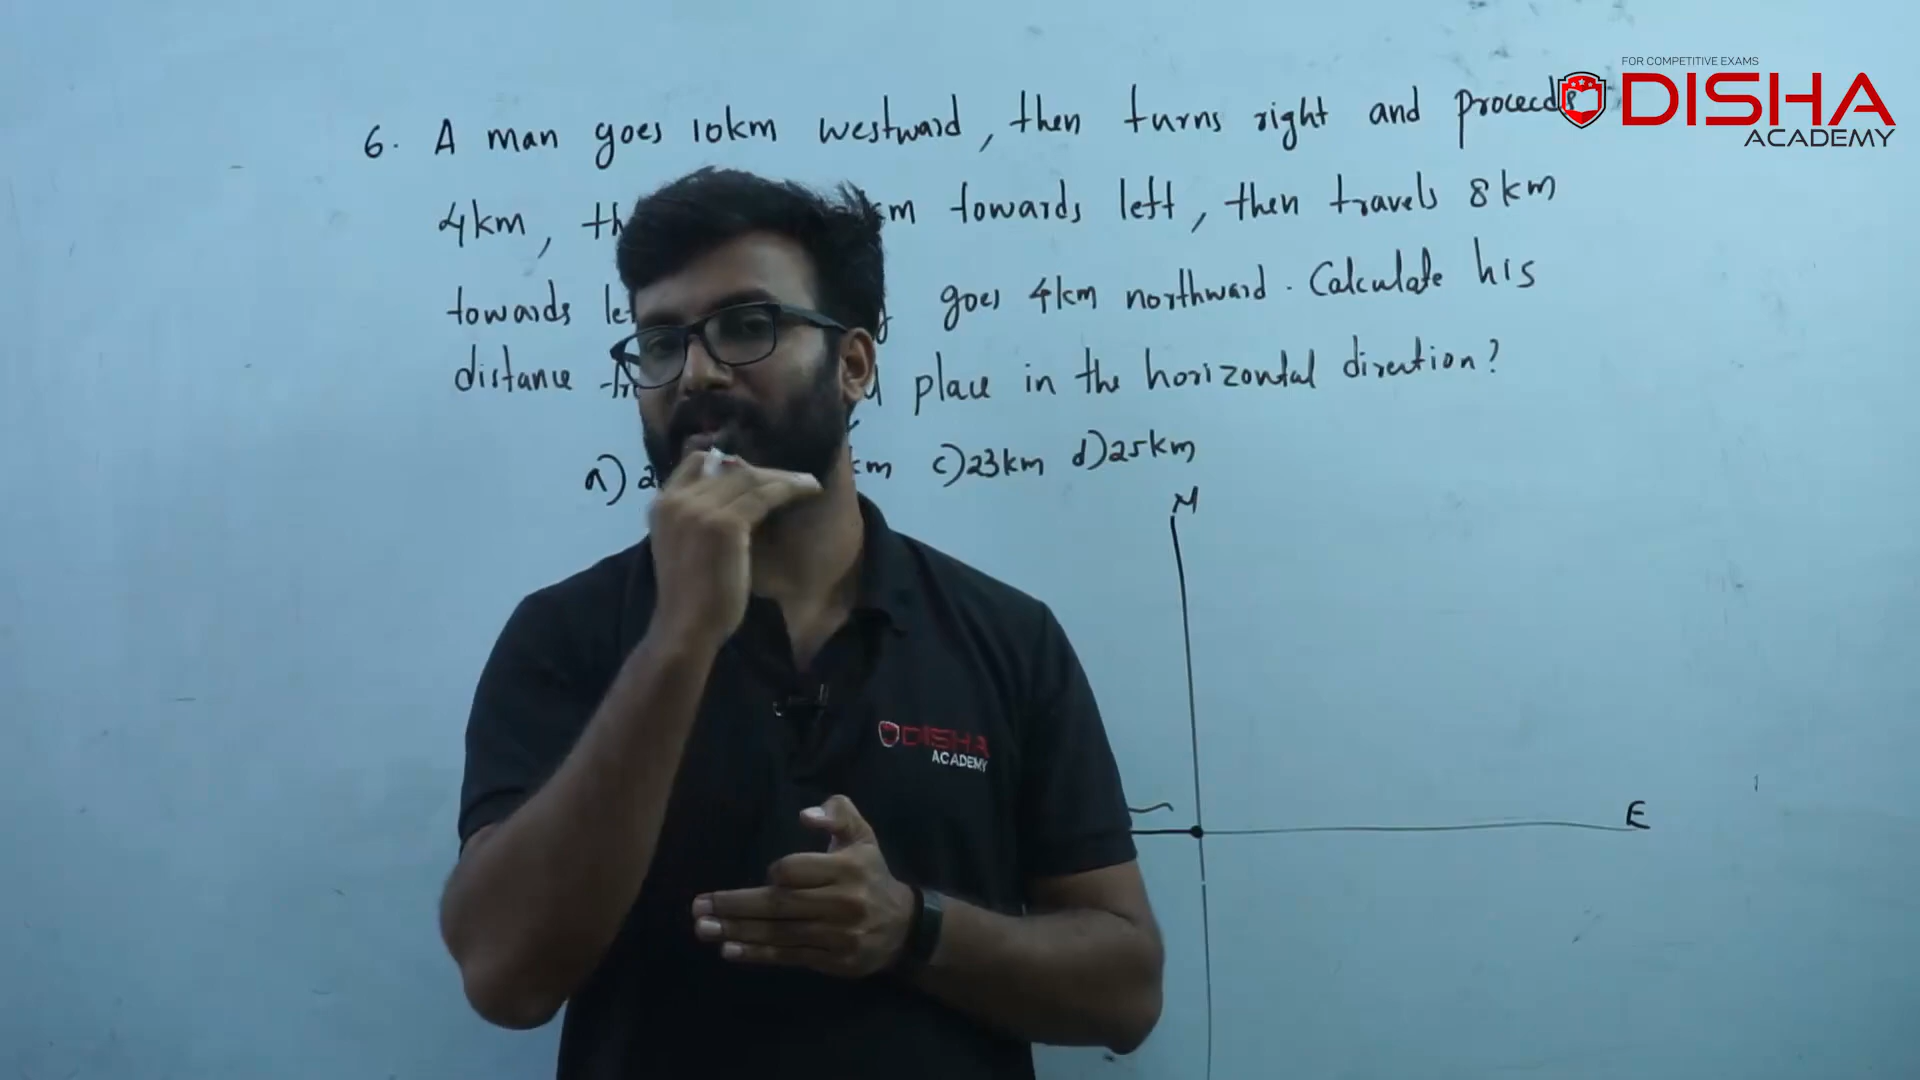 FOR COMPETITIVE EXAMS
DISHA
ACADEMY
6. A man goes 10km westward, then turns right and proceeds
4km, km towards left, then travels 8km
towards goes 4km northward. Calculate his
distance place in the horizontal direction?
a) km c)23km d)25km
N
E
DISHA
ACADEMY